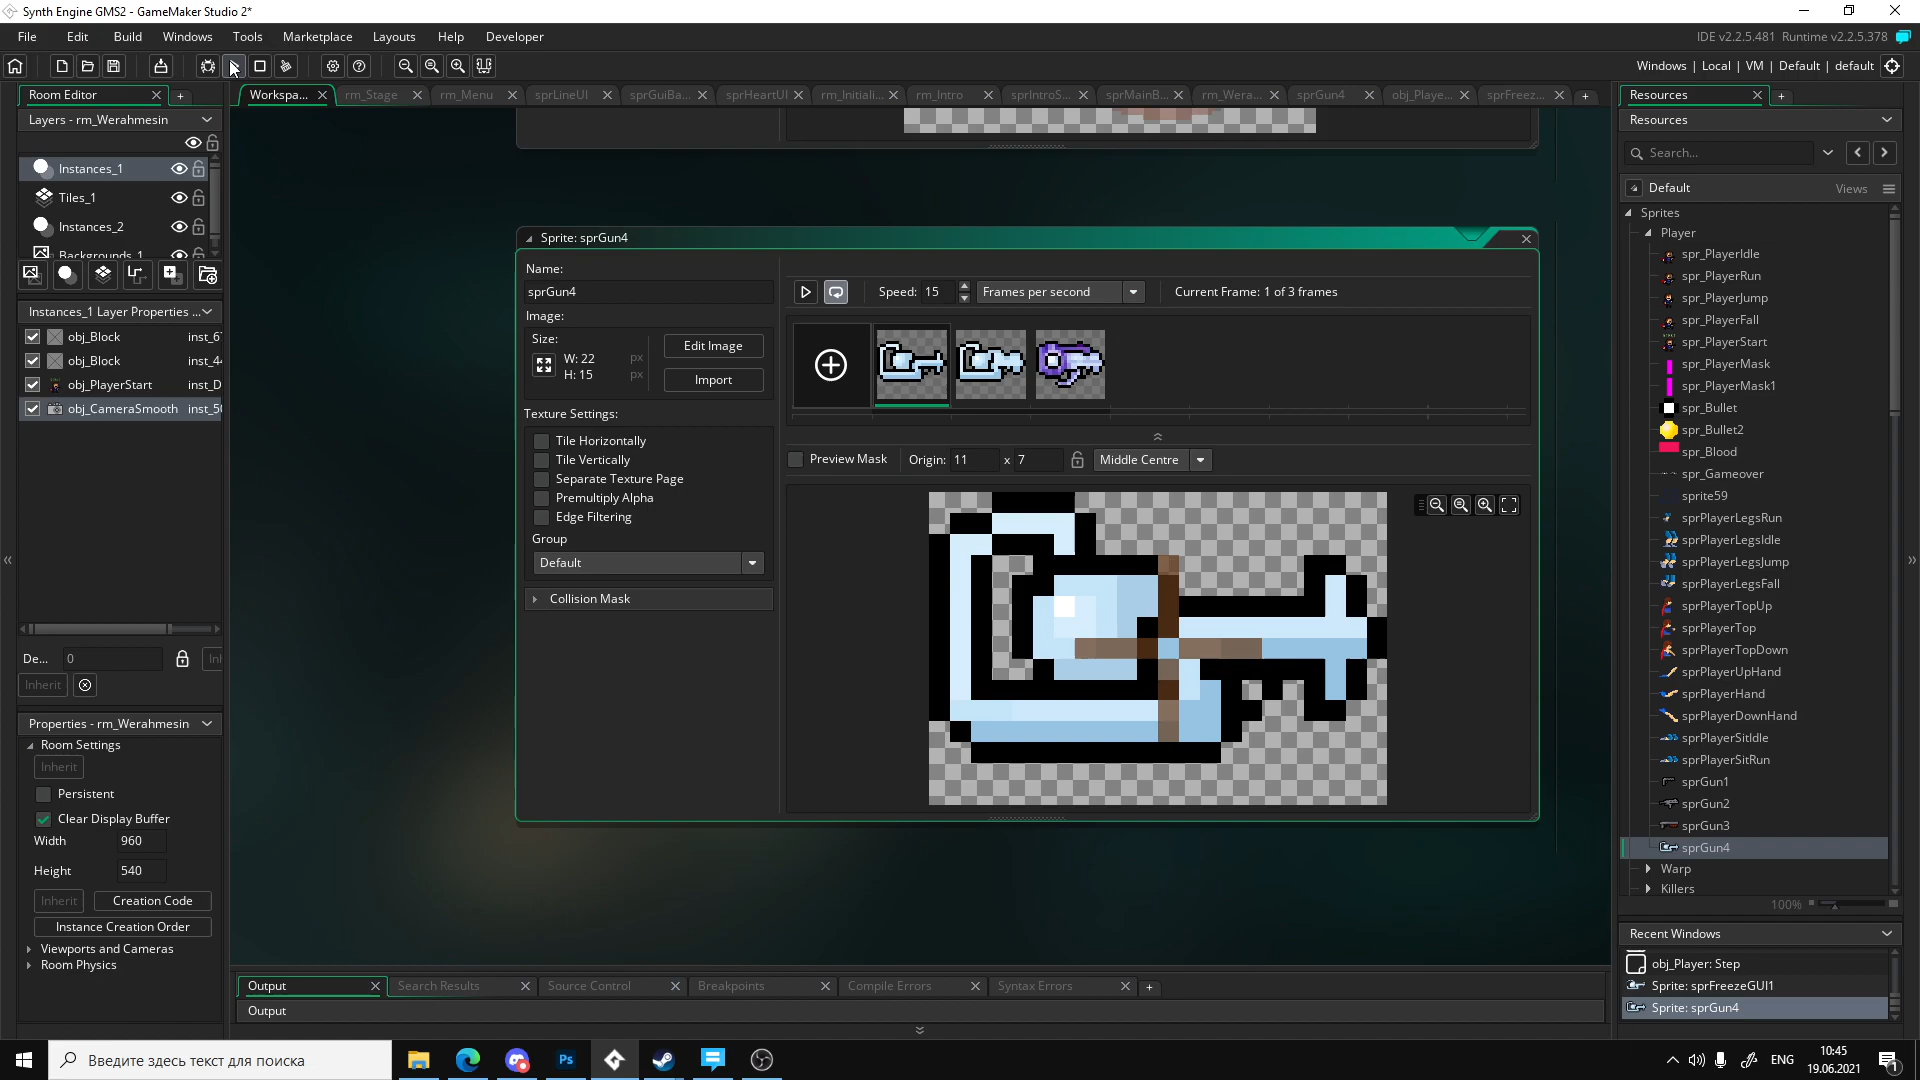 Synth Engine GMS2 - GameMaker Studio 2*
File Edit Build Windows Tools Marketplace Layouts Help Developer
IDE v2.2.5.481 Runtime v2.2.5.378
Windows | Local | VM | Default | default
Room Editor
Layers - rm_Werahmesin
Instances_1
Tiles_1
Instances_2
Backgrounds_1
Instances_1 Layer Properties ...
obj_Block inst_67
obj_Block inst_44
obj_PlayerStart inst_D
obj_CameraSmooth inst_50
De... 0
Inherit
Properties - rm_Werahmesin
Room Settings
Inherit
Persistent
Clear Display Buffer
Width 960
Height 540
Inherit Creation Code
Instance Creation Order
Viewports and Cameras
Room Physics
Workspa... rm_Stage rm_Menu sprLineUI sprGuiBa... sprHeartUI rm_Initiali... rm_Intro sprIntroS... sprMainB... rm_Wera... sprGun4 obj_Playe... sprFreez...
Sprite: sprGun4
Name:
sprGun4
Image:
Size:
W: 22 px
H: 15 px
Edit Image
Import
Texture Settings:
Tile Horizontally
Tile Vertically
Separate Texture Page
Premultiply Alpha
Edge Filtering
Group
Default
Collision Mask
Speed: 15 Frames per second Current Frame: 1 of 3 frames
Preview Mask Origin: 11 x 7 Middle Centre
Output Search Results Source Control Breakpoints Compile Errors Syntax Errors
Output
Resources
Resources
Search...
Default Views
Sprites
Player
spr_PlayerIdle
spr_PlayerRun
spr_PlayerJump
spr_PlayerFall
spr_PlayerStart
spr_PlayerMask
spr_PlayerMask1
spr_Bullet
spr_Bullet2
spr_Blood
spr_Gameover
sprite59
sprPlayerLegsRun
sprPlayerLegsIdle
sprPlayerLegsJump
sprPlayerLegsFall
sprPlayerTopUp
sprPlayerTop
sprPlayerTopDown
sprPlayerUpHand
sprPlayerHand
sprPlayerDownHand
sprPlayerSitIdle
sprPlayerSitRun
sprGun1
sprGun2
sprGun3
sprGun4
Warp
Killers
100%
Recent Windows
obj_Player: Step
Sprite: sprFreezeGUI1
Sprite: sprGun4
Введите здесь текст для поиска
Ps
ENG
10:45
19.06.2021
1